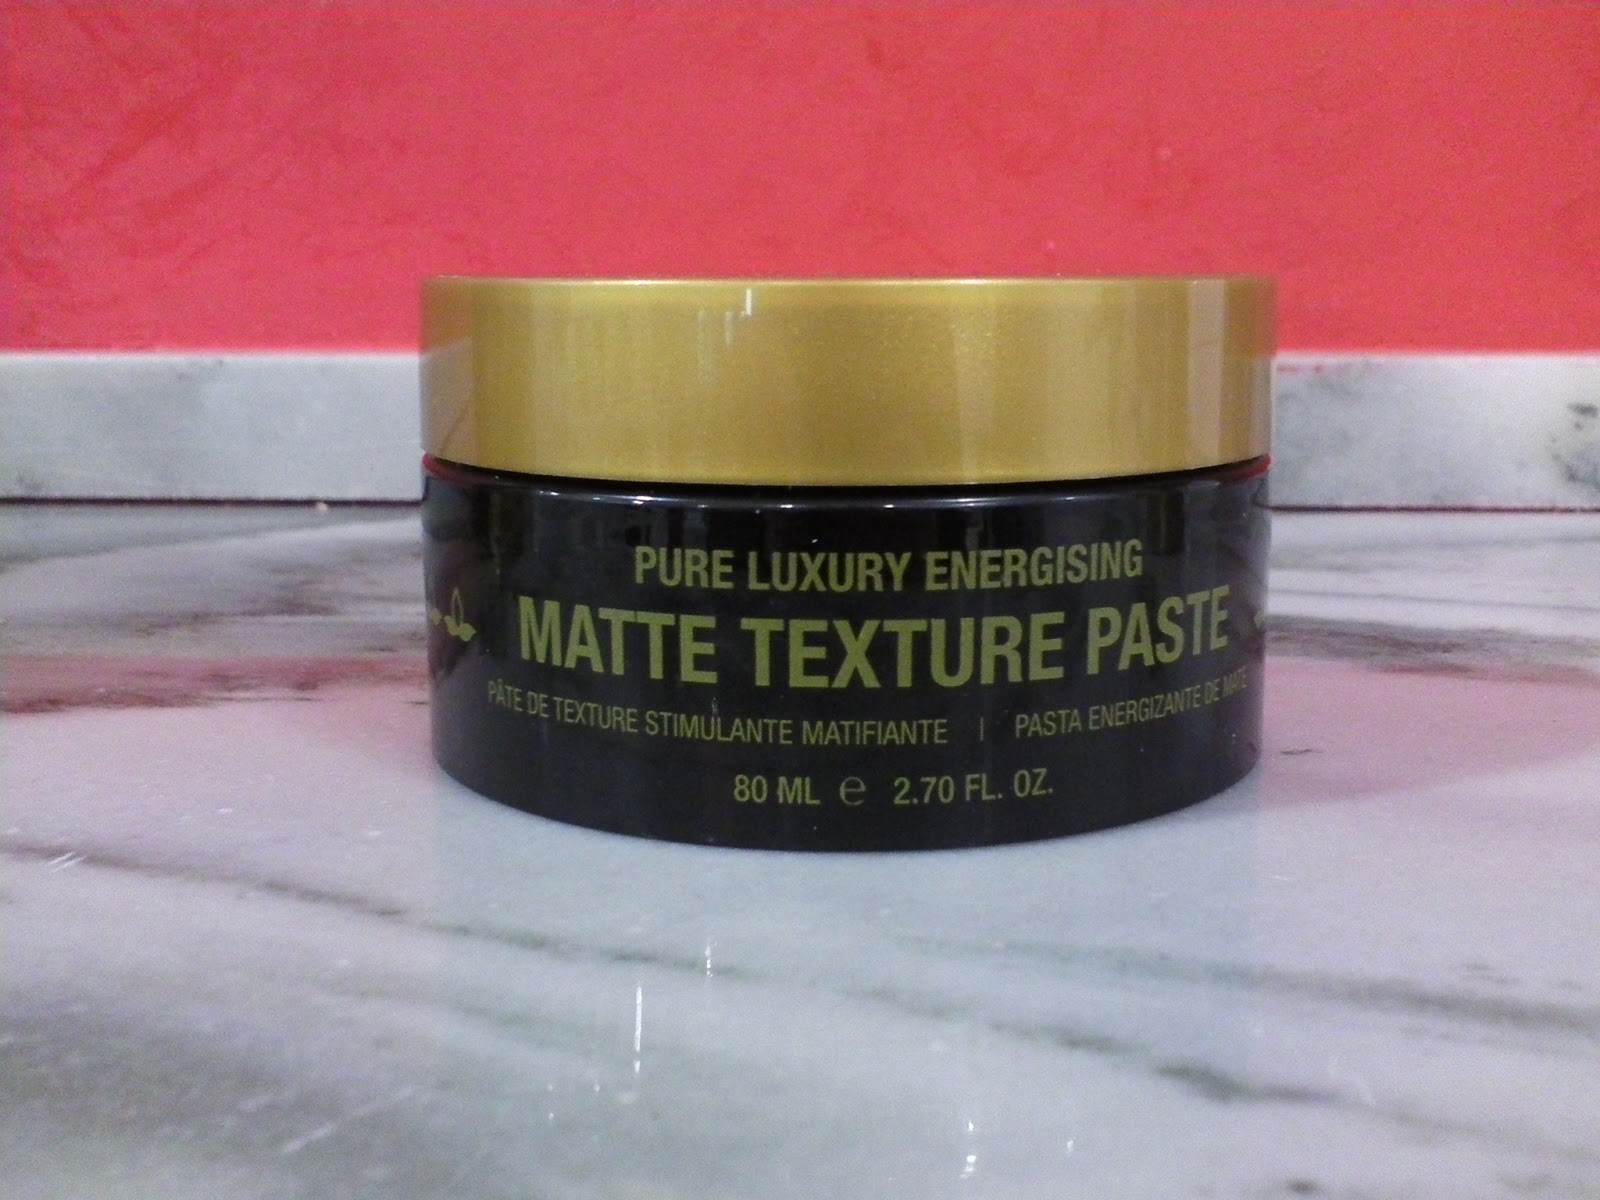 PURE LUXURY ENERGISING
MATTE TEXTURE PASTE
PÂTE DE TEXTURE STIMULANTE MATIFIANTE | PASTA ENERGIZANTE DE MATE
80 ML e 2.70 FL. OZ.